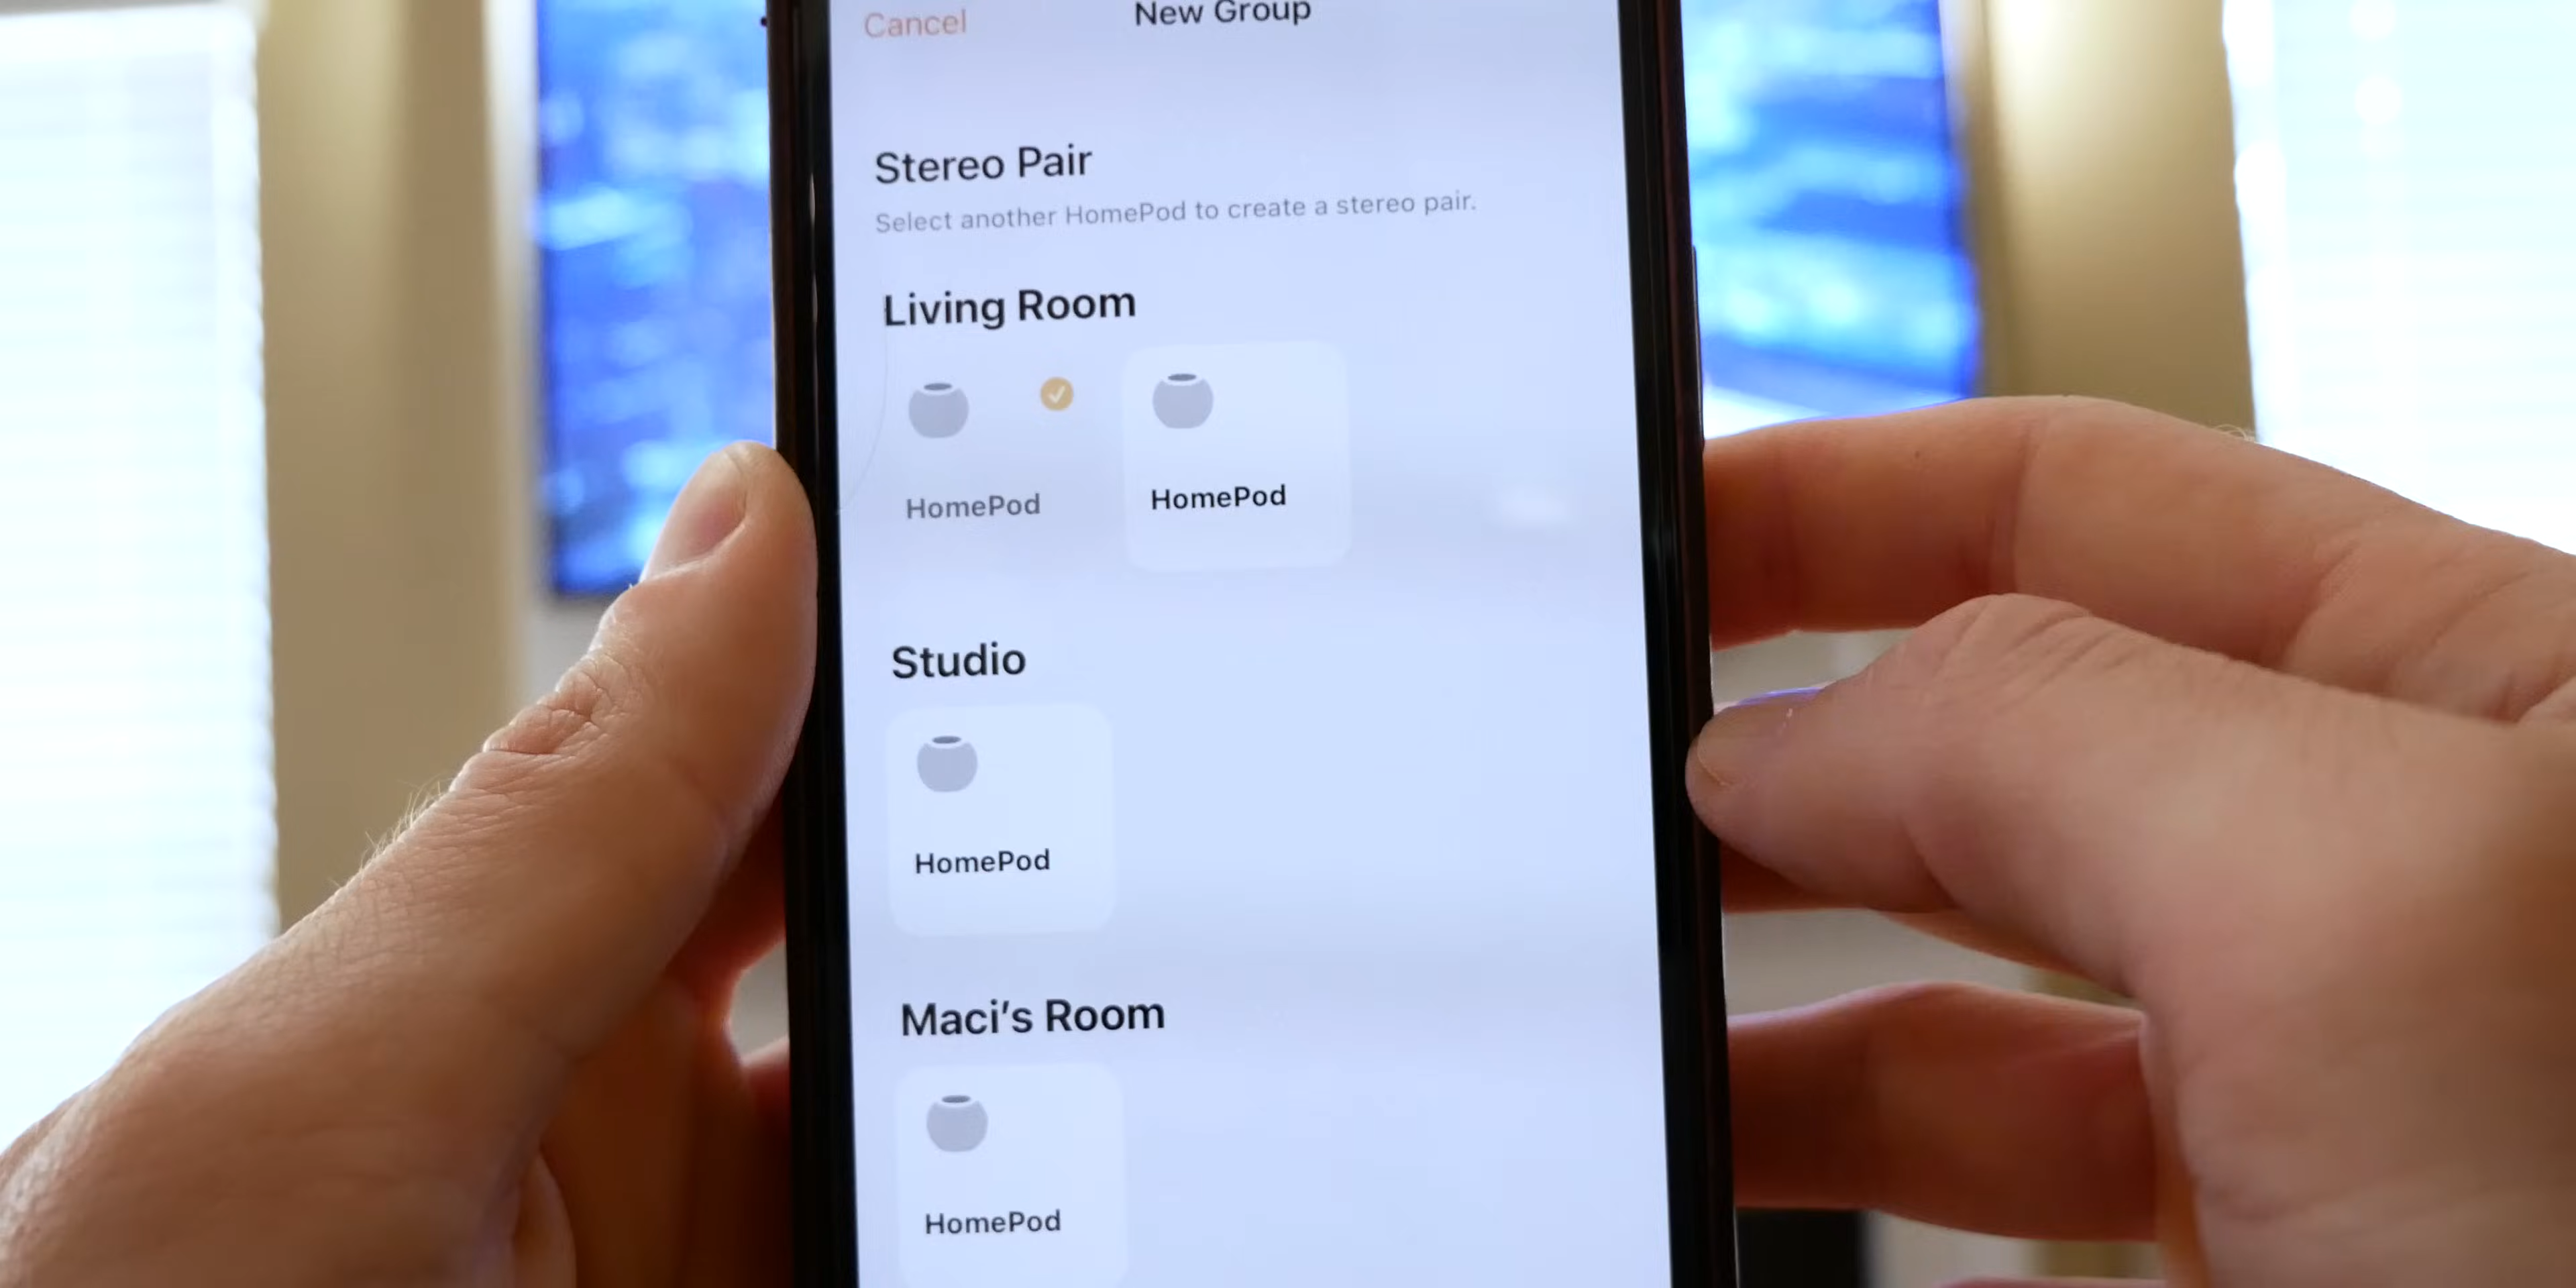 Cancel
New Group
Stereo Pair
Select another HomePod to create a stereo pair.
Living Room
HomePod
HomePod
Studio
HomePod
Maci's Room
HomePod